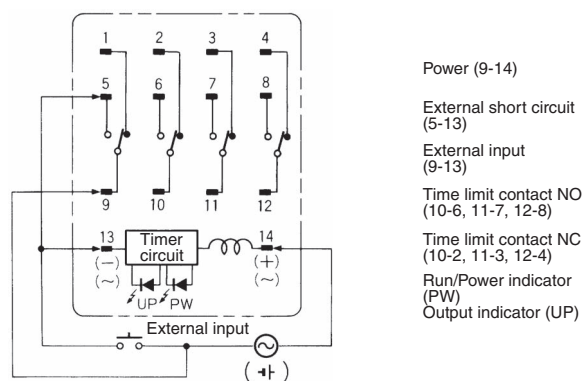 1 2 3 4
5 6 7 8
9 10 11 12
13 Timer circuit 14
(−) (+)
(~) UP PW (~)
External input
Power (9-14)
External short circuit
(5-13)
External input
(9-13)
Time limit contact NO
(10-6, 11-7, 12-8)
Time limit contact NC
(10-2, 11-3, 12-4)
Run/Power indicator
(PW)
Output indicator (UP)